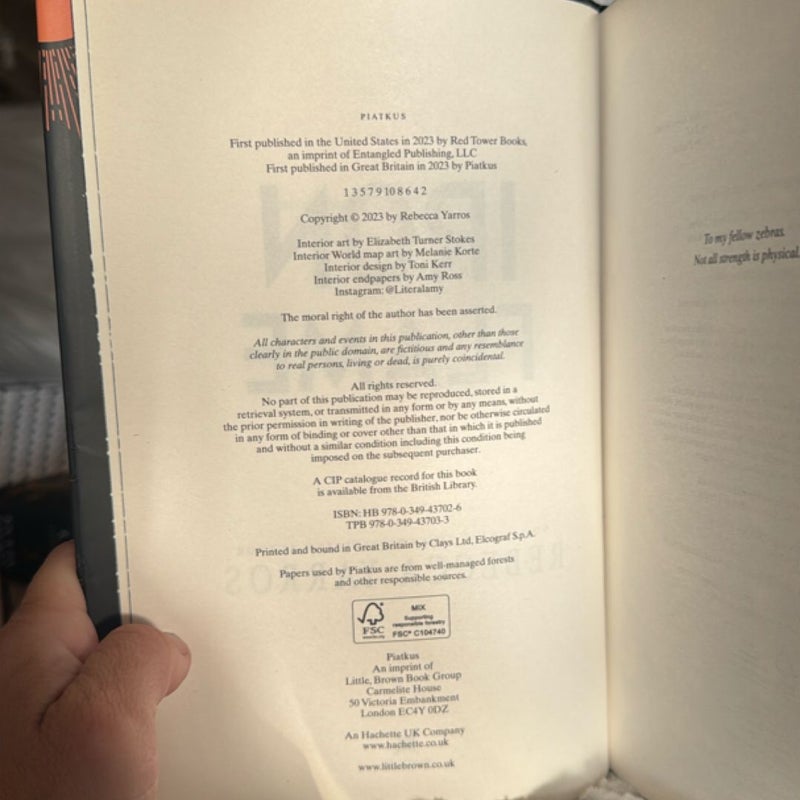 PIATKUS
First published in the United States in 2023 by Red Tower Books,
an imprint of Entangled Publishing, LLC
First published in Great Britain in 2023 by Piatkus
1 3 5 7 9 10 8 6 4 2
Copyright © 2023 by Rebecca Yarros
Interior art by Elizabeth Turner Stokes
Interior World map art by Melanie Korte
Interior design by Toni Kerr
Interior endpapers by Amy Ross
Instagram: @Literalamy
The moral right of the author has been asserted.
All characters and events in this publication, other than those
clearly in the public domain, are fictitious and any resemblance
to real persons, living or dead, is purely coincidental.
All rights reserved.
No part of this publication may be reproduced, stored in a
retrieval system, or transmitted in any form or by any means, without
the prior permission in writing of the publisher, nor be otherwise circulated
in any form of binding or cover other than that in which it is published
and without a similar condition including this condition being
imposed on the subsequent purchaser.
A CIP catalogue record for this book
is available from the British Library.
ISBN: HB 978-0-349-43702-6
TPB 978-0-349-43703-3
Printed and bound in Great Britain by Clays Ltd, Elcograf S.p.A.
Papers used by Piatkus are from well-managed forests
and other responsible sources.
FSC
MIX
Supporting
responsible forestry
FSC® C104740
Piatkus
An imprint of
Little, Brown Book Group
Carmelite House
50 Victoria Embankment
London EC4Y 0DZ
An Hachette UK Company
www.hachette.co.uk
www.littlebrown.co.uk
To my fellow zebras.
Not all strength is physical.